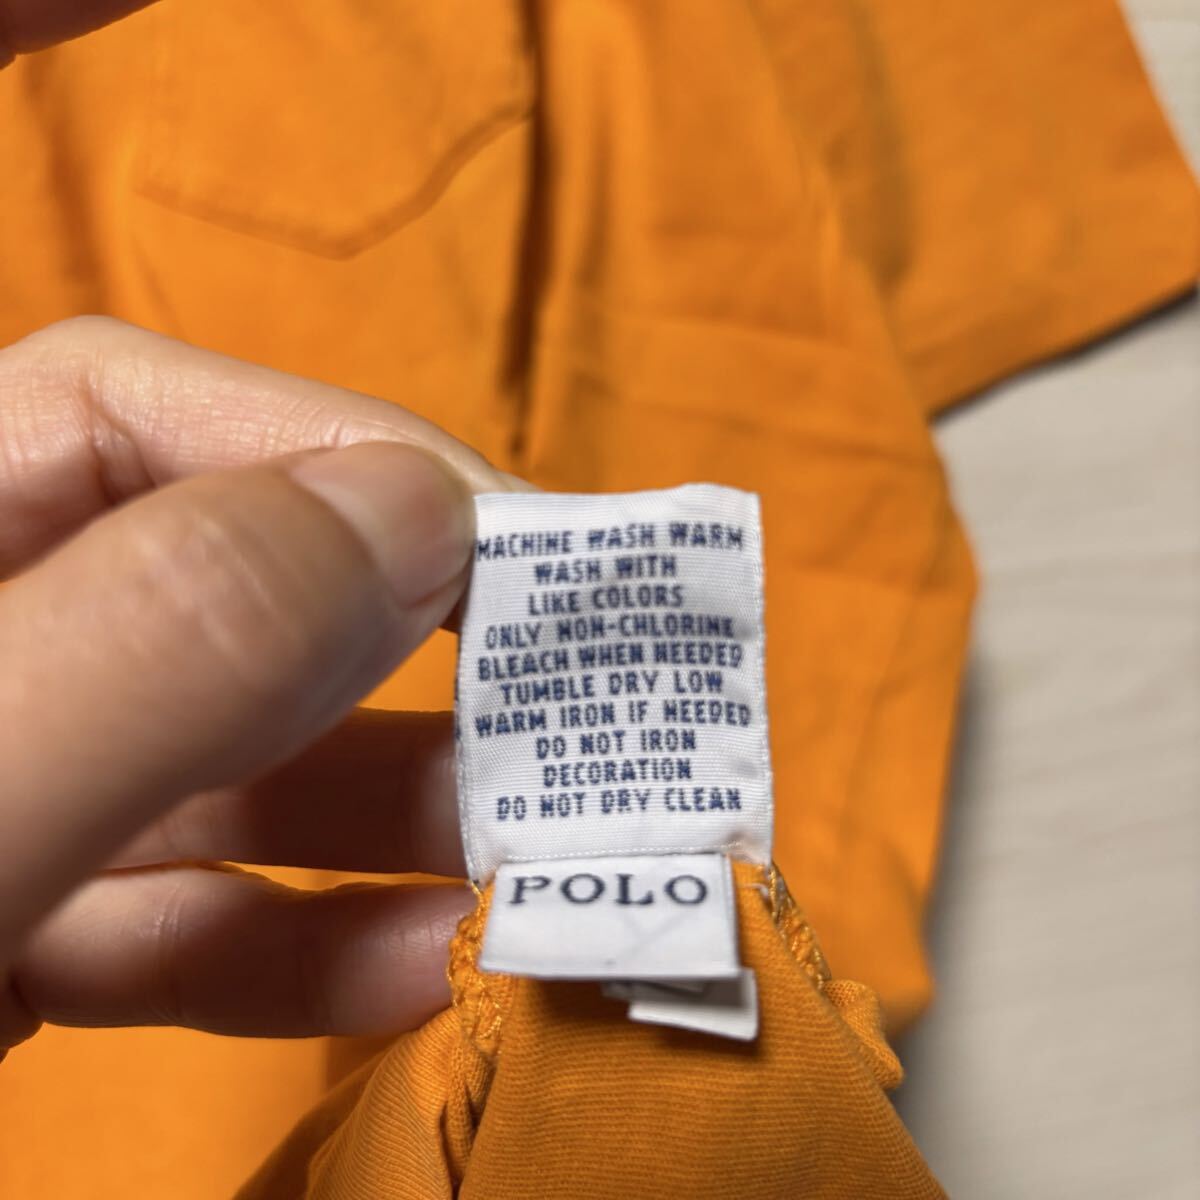 MACHINE WASH WARM
WASH WITH
LIKE COLORS
ONLY NON-CHLORINE
BLEACH WHEN NEEDED
TUMBLE DRY LOW
WARM IRON IF NEEDED
DO NOT IRON
DECORATION
DO NOT DRY CLEAN
POLO